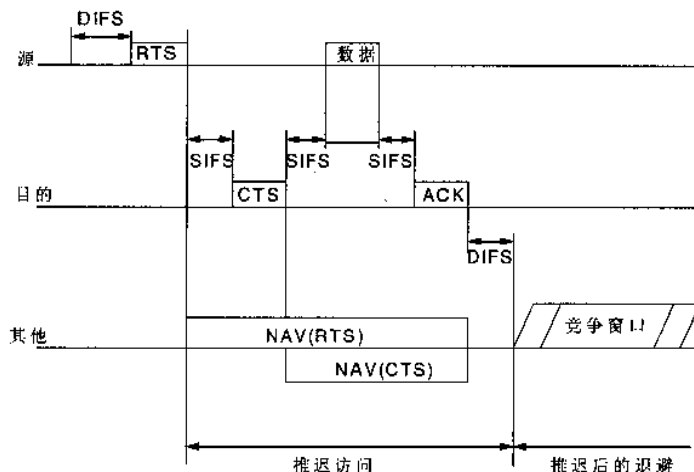 DIFS
源
RTS
数据
SIFS
SIFS
SIFS
目的
CTS
ACK
DIFS
其他
NAV(RTS)
竞争窗口
NAV(CTS)
推迟访问
推迟后的退避